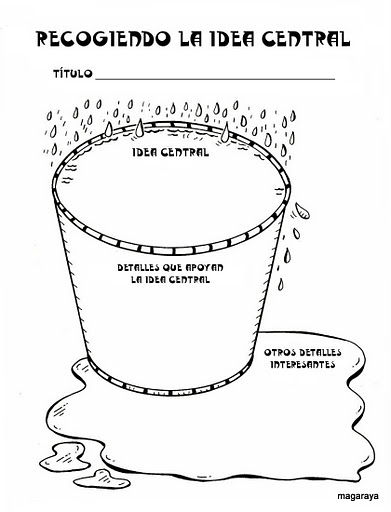 RECOGIENDO LA IDEA CENTRAL
TÍTULO
IDEA CENTRAL
DETALLES QUE APOYAN
LA IDEA CENTRAL
OTROS DETALLES
INTERESANTES
magaraya